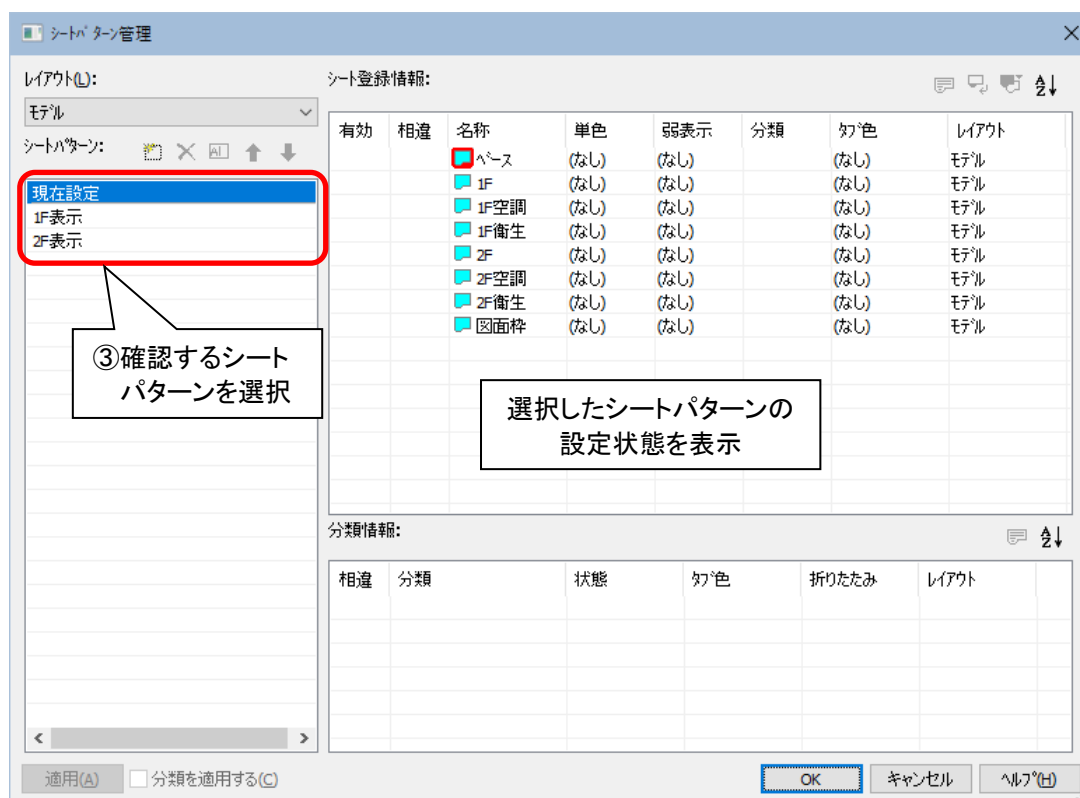 シートパターン管理
レイアウト(L):
モデル
シートパターン:
現在設定
1F表示
2F表示
③確認するシート
パターンを選択
適用(A)
分類を適用する(C)
シート登録情報:
有効 相違 名称 単色 弱表示 分類 タブ色 レイアウト
ベース (なし) (なし) (なし) モデル
1F (なし) (なし) (なし) モデル
1F空調 (なし) (なし) (なし) モデル
1F衛生 (なし) (なし) (なし) モデル
2F (なし) (なし) (なし) モデル
2F空調 (なし) (なし) (なし) モデル
2F衛生 (なし) (なし) (なし) モデル
図面枠 (なし) (なし) (なし) モデル
選択したシートパターンの
設定状態を表示
分類情報:
相違 分類 状態 タブ色 折りたたみ レイアウト
OK キャンセル ヘルプ(H)